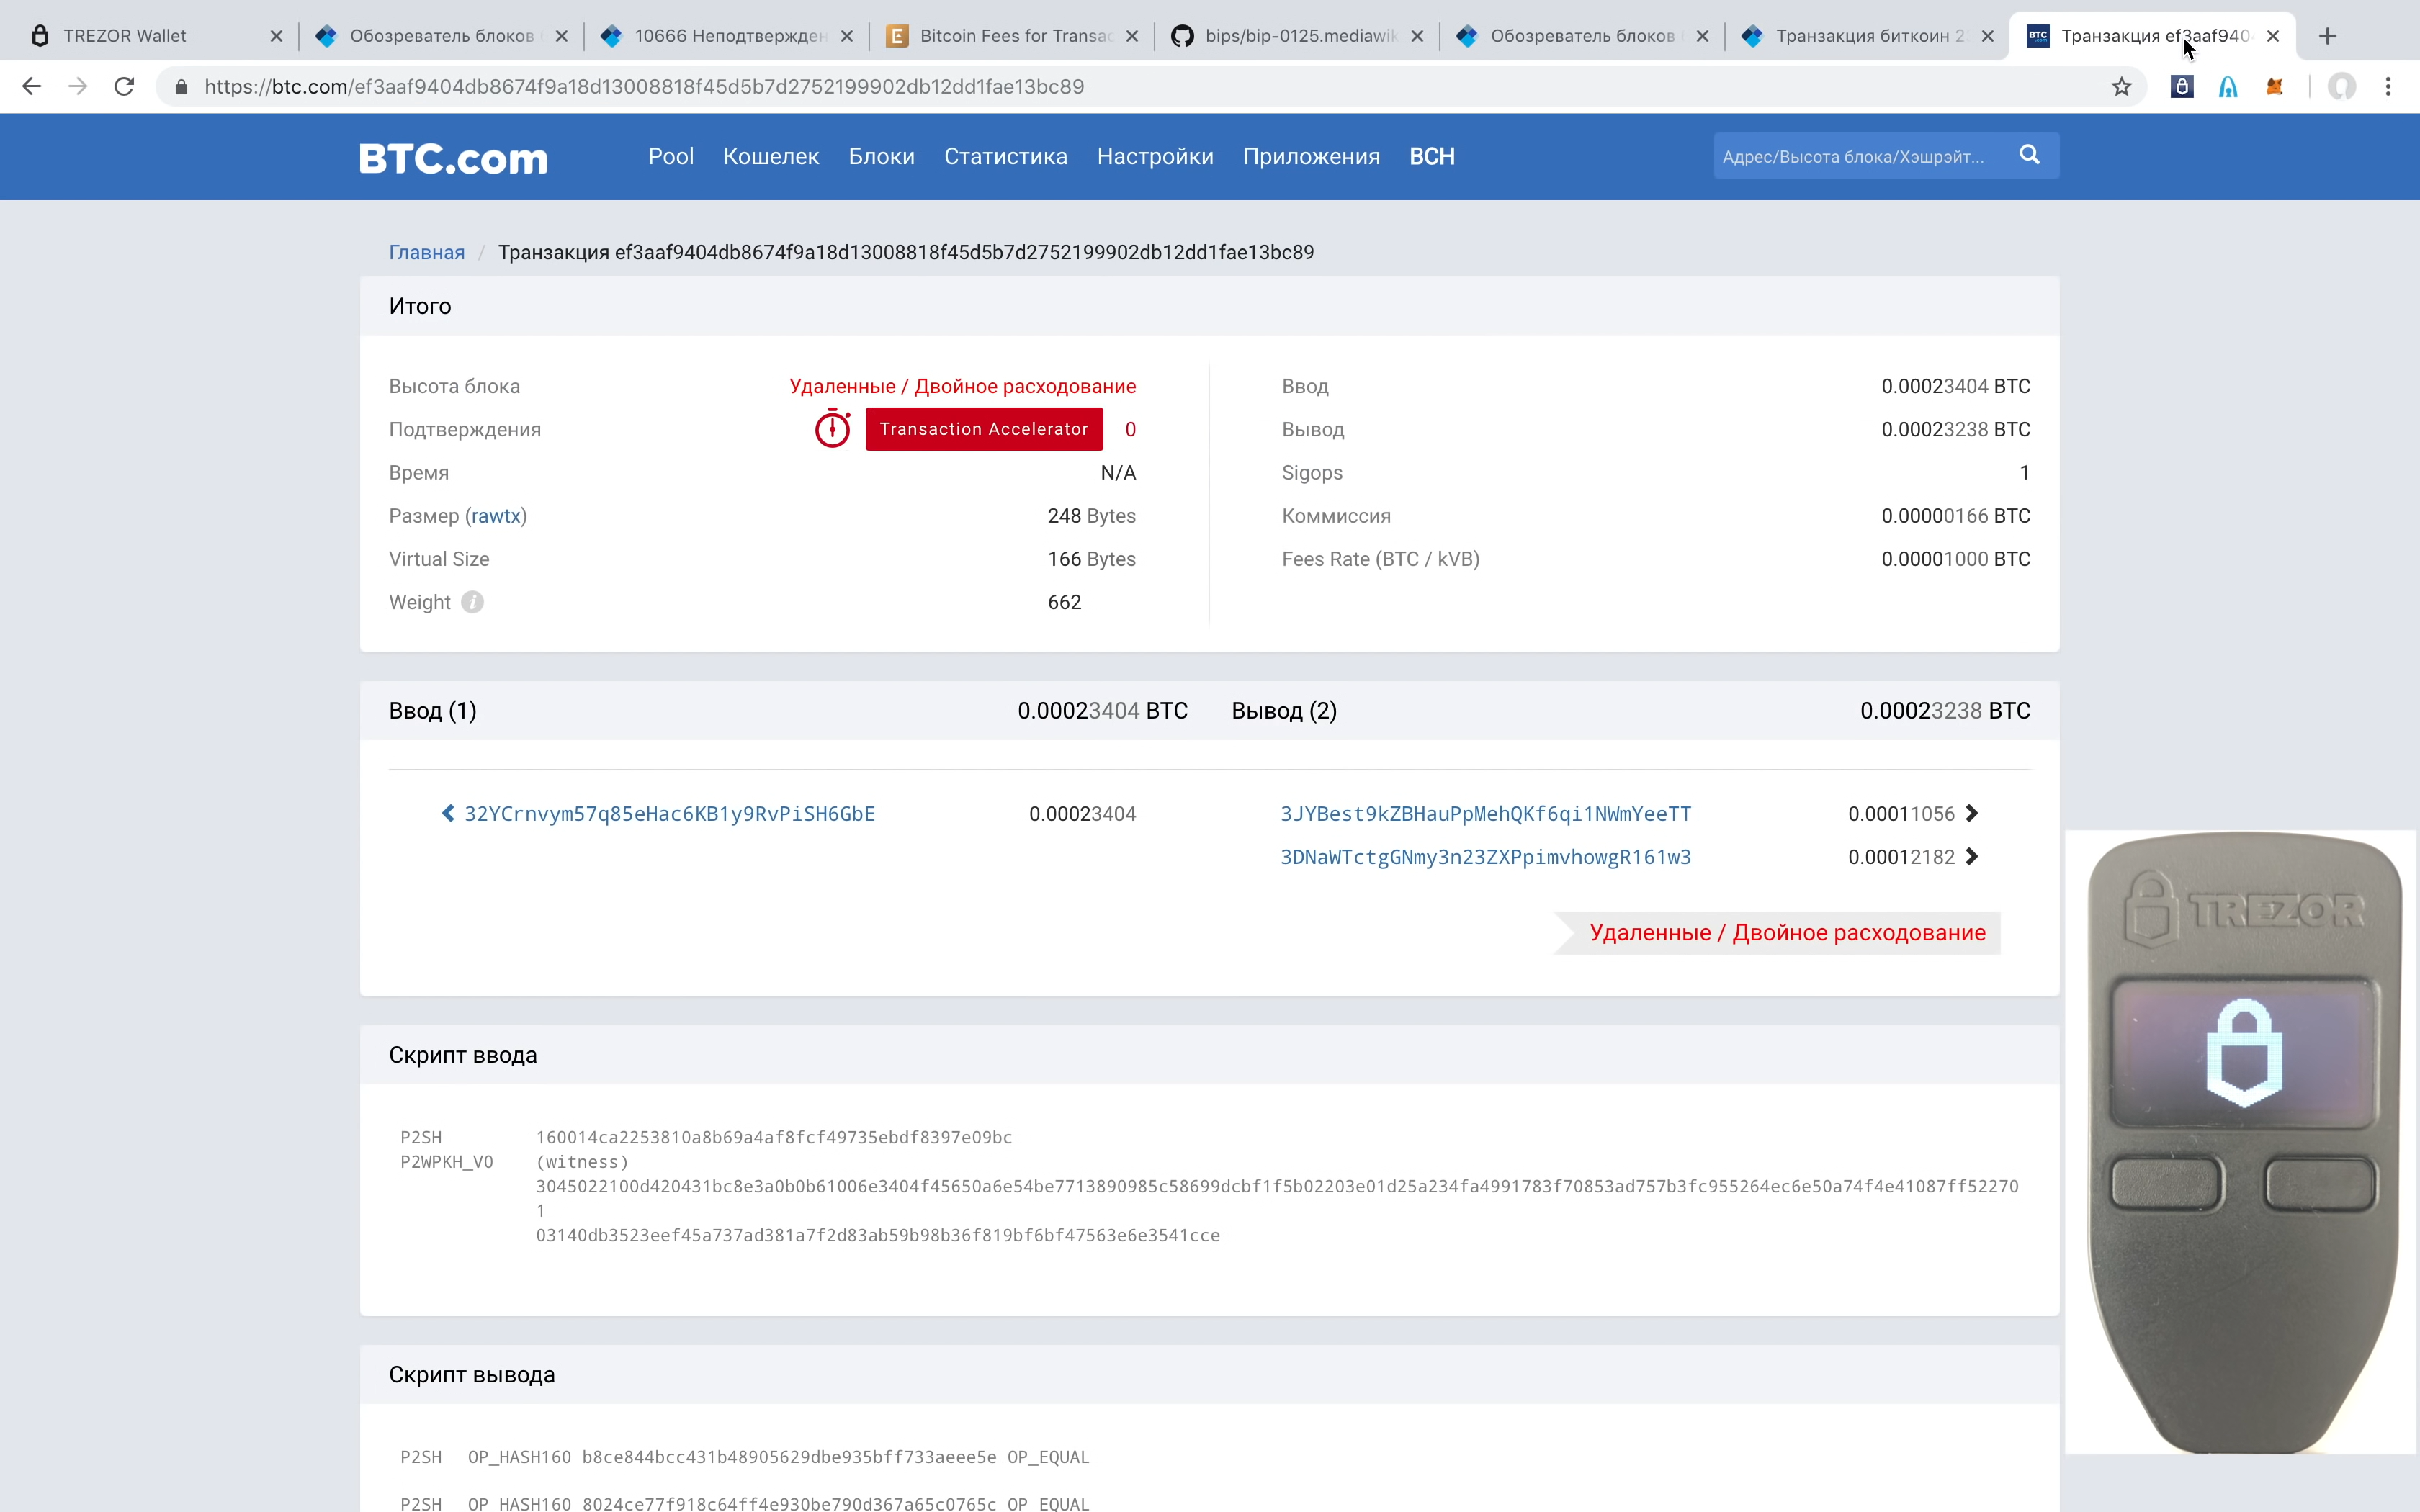 TREZOR Wallet
Обозреватель блоков
10666 Неподтвержден
Bitcoin Fees for Transac
bips/bip-0125.mediawik
Обозреватель блоков
Транзакция биткоин 2
Транзакция ef3aaf940
https://btc.com/ef3aaf9404db8674f9a18d13008818f45d5b7d2752199902db12dd1fae13bc89
BTC.com Pool Кошелек Блоки Статистика Настройки Приложения BCH Адрес/Высота блока/Хэшрэйт...
Главная / Транзакция ef3aaf9404db8674f9a18d13008818f45d5b7d2752199902db12dd1fae13bc89
Итого
Высота блока Удаленные / Двойное расходование
Подтверждения Transaction Accelerator 0
Время N/A
Размер (rawtx) 248 Bytes
Virtual Size 166 Bytes
Weight i 662
Ввод 0.00023404 BTC
Вывод 0.00023238 BTC
Sigops 1
Коммиссия 0.00000166 BTC
Fees Rate (BTC / kVB) 0.00001000 BTC
Ввод (1) 0.00023404 BTC Вывод (2) 0.00023238 BTC
32YCrnvym57q85eHac6KB1y9RvPiSH6GbE 0.00023404
3JYBest9kZBHauPpMehQKf6qi1NWmYeeTT 0.00011056
3DNaWTctgGNmy3n23ZXPpimvhowgR161w3 0.00012182
Удаленные / Двойное расходование
Скрипт ввода
P2SH 160014ca2253810a8b69a4af8fcf49735ebdf8397e09bc
P2WPKH_V0 (witness)
3045022100d420431bc8e3a0b0b61006e3404f45650a6e54be7713890985c58699dcbf1f5b02203e01d25a234fa4991783f70853ad757b3fc955264ec6e50a74f4e41087ff52270
1
03140db3523eef45a737ad381a7f2d83ab59b98b36f819bf6bf47563e6e3541cce
Скрипт вывода
P2SH OP_HASH160 b8ce844bcc431b48905629dbe935bff733aeee5e OP_EQUAL
P2SH OP_HASH160 8024ce77f918c64ff4e930be790d367a65c0765c OP_EQUAL
TREZOR